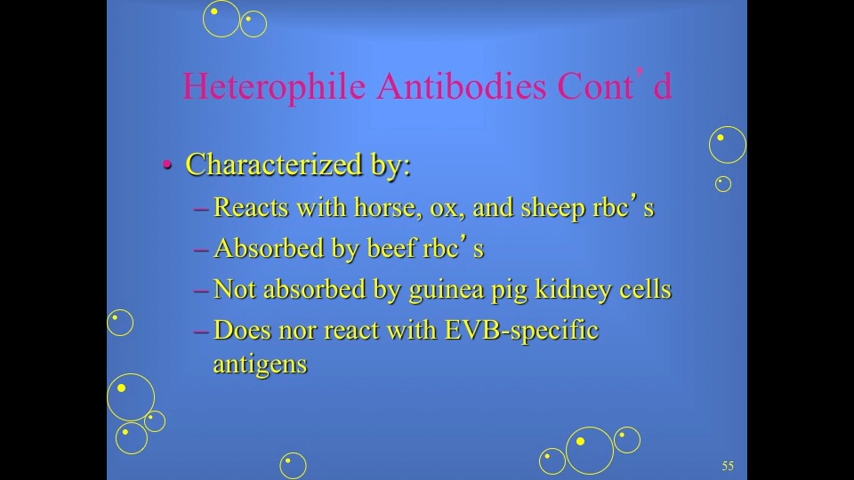 Heterophile Antibodies Cont’d
• Characterized by:
– Reacts with horse, ox, and sheep rbc’s
– Absorbed by beef rbc’s
– Not absorbed by guinea pig kidney cells
– Does nor react with EVB-specific
antigens
55